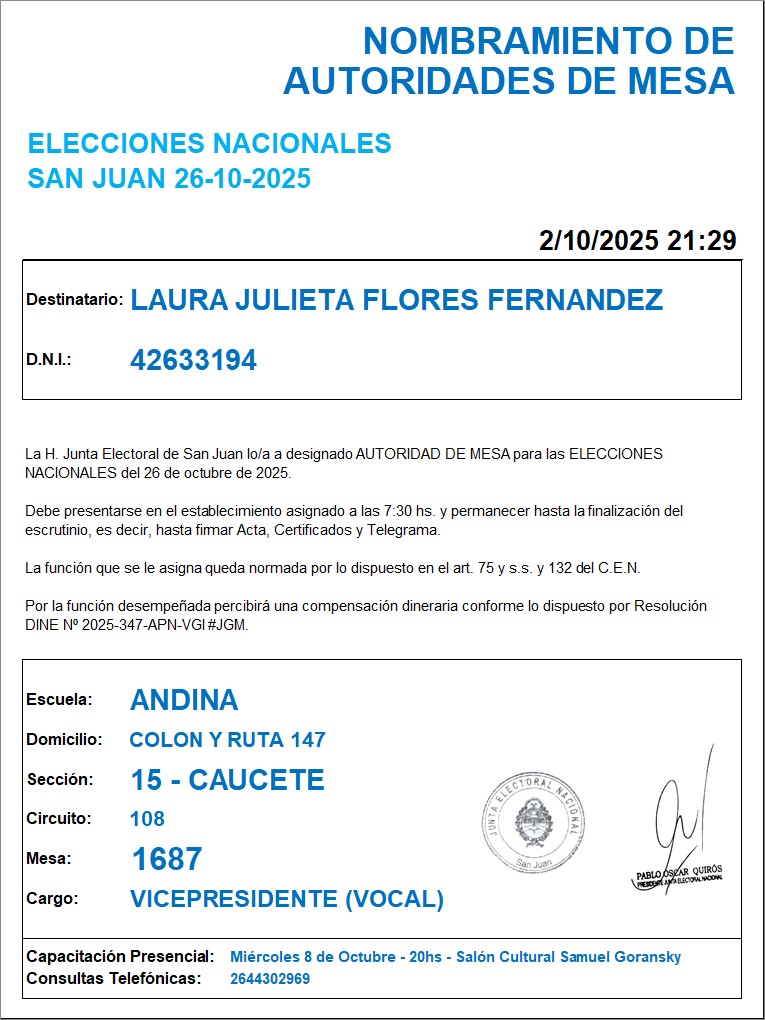 NOMBRAMIENTO DE
AUTORIDADES DE MESA
ELECCIONES NACIONALES
SAN JUAN 26-10-2025
2/10/2025 21:29
Destinatario: LAURA JULIETA FLORES FERNANDEZ
D.N.I.: 42633194
La H. Junta Electoral de San Juan lo/a a designado AUTORIDAD DE MESA para las ELECCIONES
NACIONALES del 26 de octubre de 2025.
Debe presentarse en el establecimiento asignado a las 7:30 hs. y permanecer hasta la finalización del
escrutinio, es decir, hasta firmar Acta, Certificados y Telegrama.
La función que se le asigna queda normada por lo dispuesto en el art. 75 y s.s. y 132 del C.E.N.
Por la función desempeñada percibirá una compensación dineraria conforme lo dispuesto por Resolución
DINE Nº 2025-347-APN-VGI#JGM.
Escuela: ANDINA
Domicilio: COLON Y RUTA 147
Sección: 15 - CAUCETE
Circuito: 108
Mesa: 1687
Cargo: VICEPRESIDENTE (VOCAL)
JUNTA ELECTORAL NACIONAL
San Juan
PABLO OSCAR QUIRÓS
PRESIDENTE JUNTA ELECTORAL NACIONAL
Capacitación Presencial: Miércoles 8 de Octubre - 20hs - Salón Cultural Samuel Goransky
Consultas Telefónicas: 2644302969